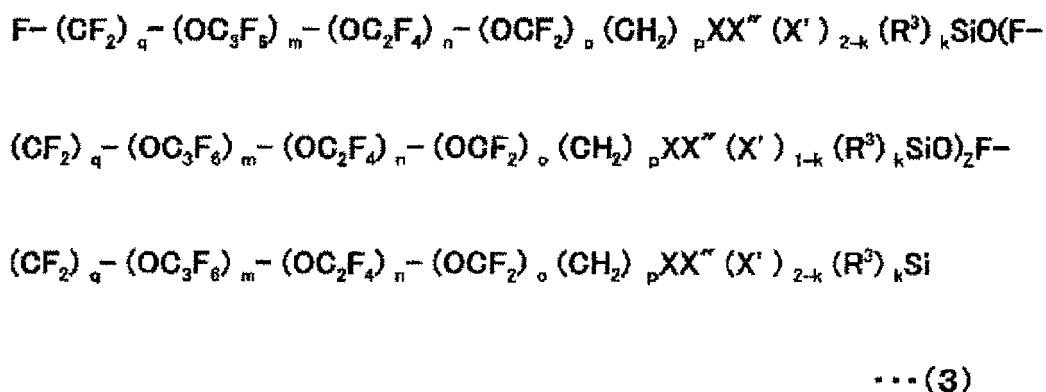 F−(CF₂)q−(OC₃F₆)m−(OC₂F₄)n−(OCF₂)o(CH₂)pXX″(X')2−k(R³)kSiO(F−
(CF₂)q−(OC₃F₆)m−(OC₂F₄)n−(OCF₂)o(CH₂)pXX″(X')1−k(R³)kSiO)zF−
(CF₂)q−(OC₃F₆)m−(OC₂F₄)n−(OCF₂)o(CH₂)pXX″(X')2−k(R³)kSi
···(3)